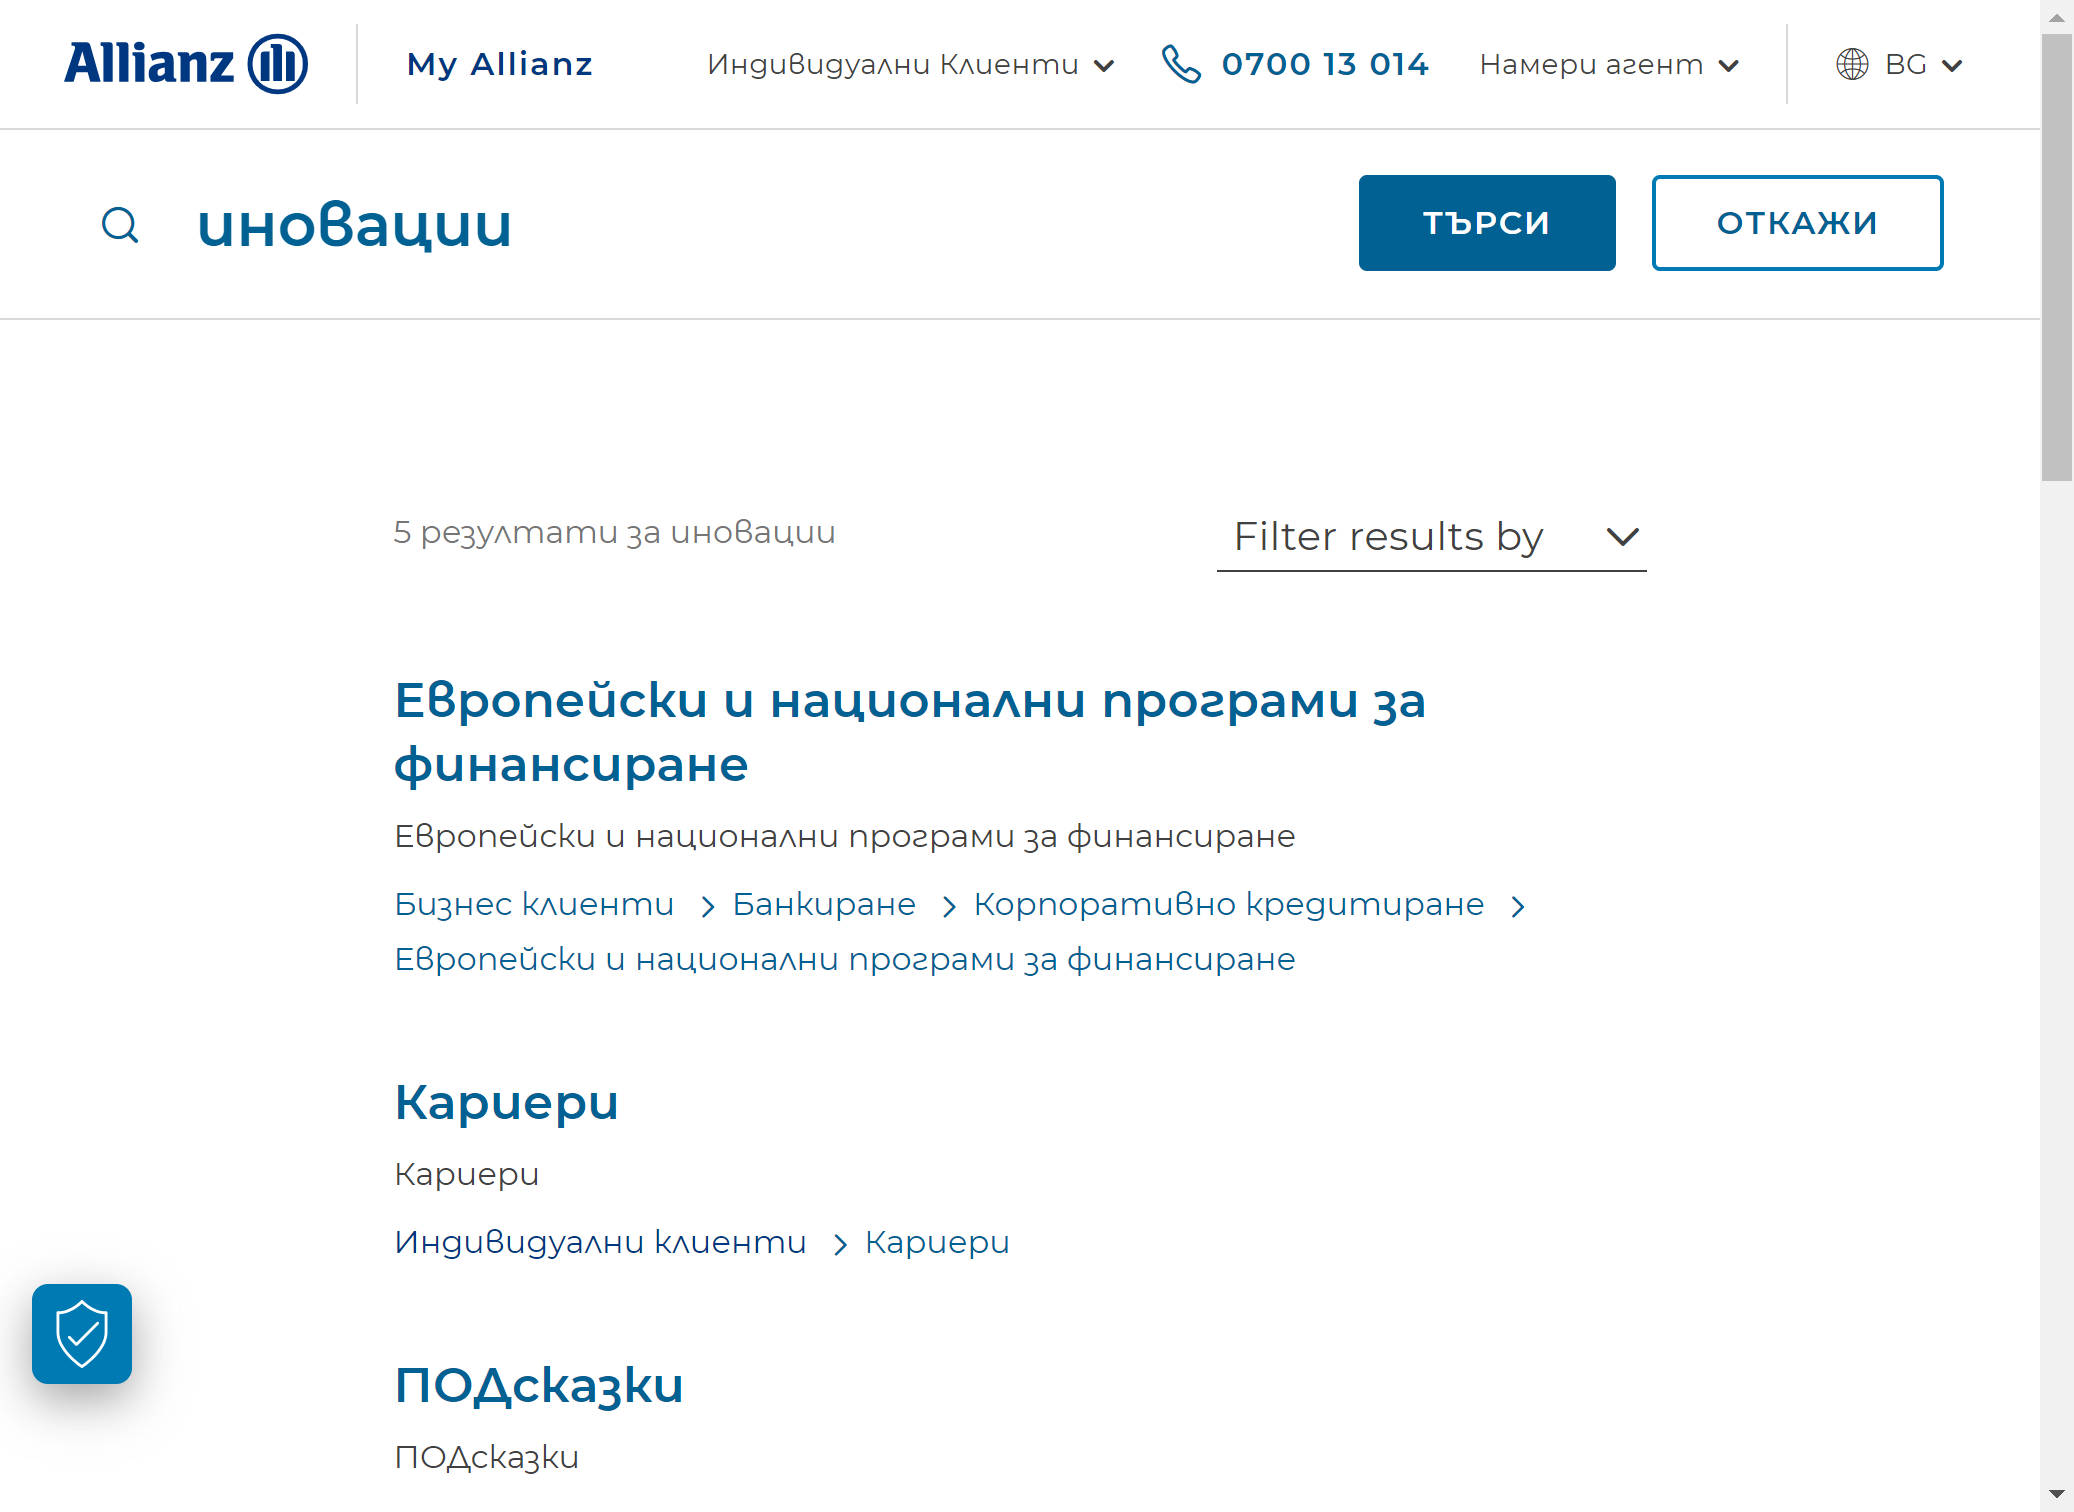 Allianz
My Allianz
Индивидуални Клиенти
0700 13 014
Намери агент
BG
иновации
ТЪРСИ
ОТКАЖИ
5 резултати за иновации
Filter results by
Европейски и национални програми за
финансиране
Европейски и национални програми за финансиране
Бизнес клиенти
Банкиране
Корпоративно кредитиране
Европейски и национални програми за финансиране
Кариери
Кариери
Индивидуални клиенти
Кариери
ПОДсказки
ПОДсказки